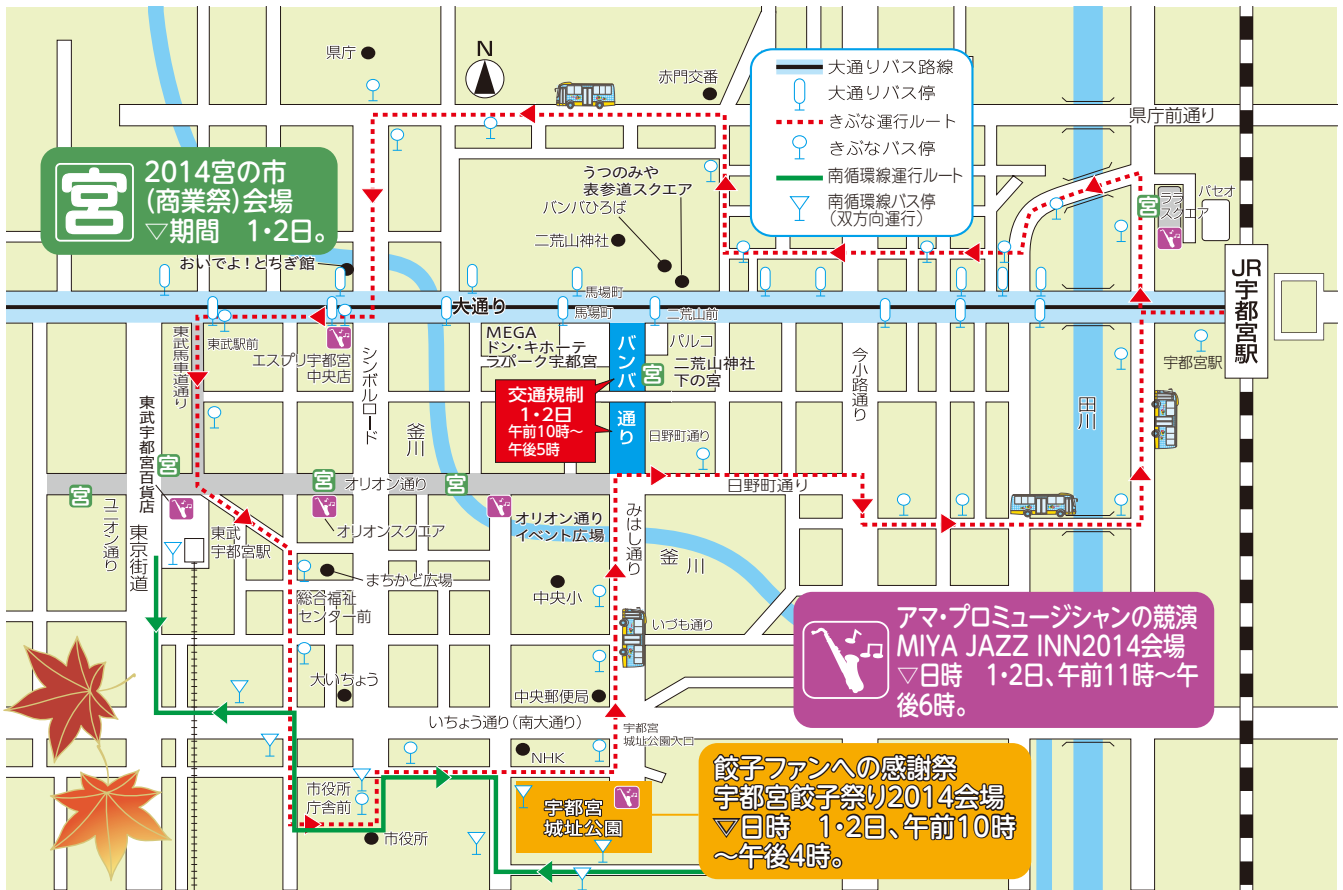 県庁
N
赤門交番
大通りバス路線
大通りバス停
きぶな運行ルート
きぶなバス停
南循環線運行ルート
南循環線バス停
(双方向運行)
県庁前通り
宮
2014宮の市
(商業祭)会場
▽期間 1・2日。
うつのみや
表参道スクエア
バンバひろば
二荒山神社
おいでよ!とちぎ館
宮
ララ
スクエア
パセオ
JR宇都宮駅
馬場町
大通り
馬場町
二荒山前
東武馬車道通り
東武駅前
エスプリ宇都宮
中央店
シンボルロード
MEGA
ドン・キホーテ
ラパーク宇都宮
バンバ
通り
パルコ
宮
二荒山神社
下の宮
今小路通り
宇都宮駅
田川
交通規制
1・2日
午前10時～
午後5時
釜川
日野町通り
東武宇都宮百貨店
宮
宮
宮
オリオン通り
宮
日野町通り
ユニオン通り
東京街道
東武
宇都宮駅
オリオンスクエア
オリオン通り
イベント広場
みはし通り
釜川
まちかど広場
総合福祉
センター前
中央小
いづも通り
アマ・プロミュージシャンの競演
MIYA JAZZ INN2014会場
▽日時 1・2日、午前11時～午
後6時。
大いちょう
中央郵便局
いちょう通り(南大通り)
宇都宮
城址公園入口
NHK
市役所
庁舎前
宇都宮
城址公園
市役所
餃子ファンへの感謝祭
宇都宮餃子祭り2014会場
▽日時 1・2日、午前10時
～午後4時。